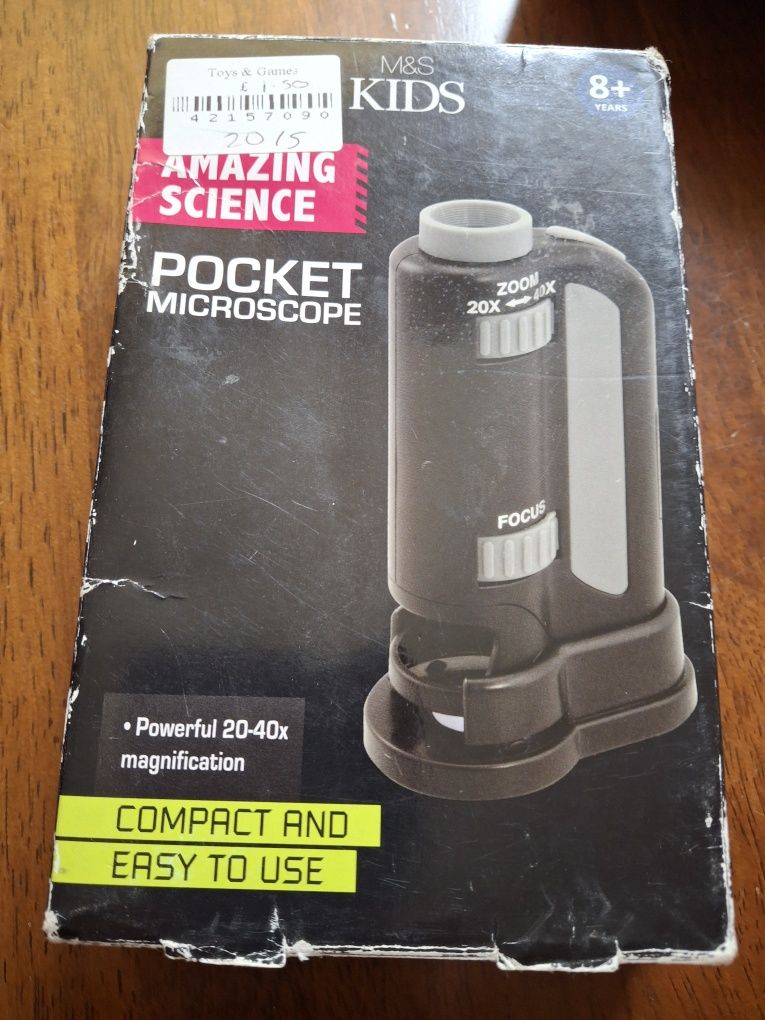 Toys & Games
£ 1.50
42157090
2015
M&S
KIDS
8+
YEARS
AMAZING
SCIENCE
POCKET
MICROSCOPE
ZOOM
20X ↔ 40X
FOCUS
• Powerful 20-40x
magnification
COMPACT AND
EASY TO USE